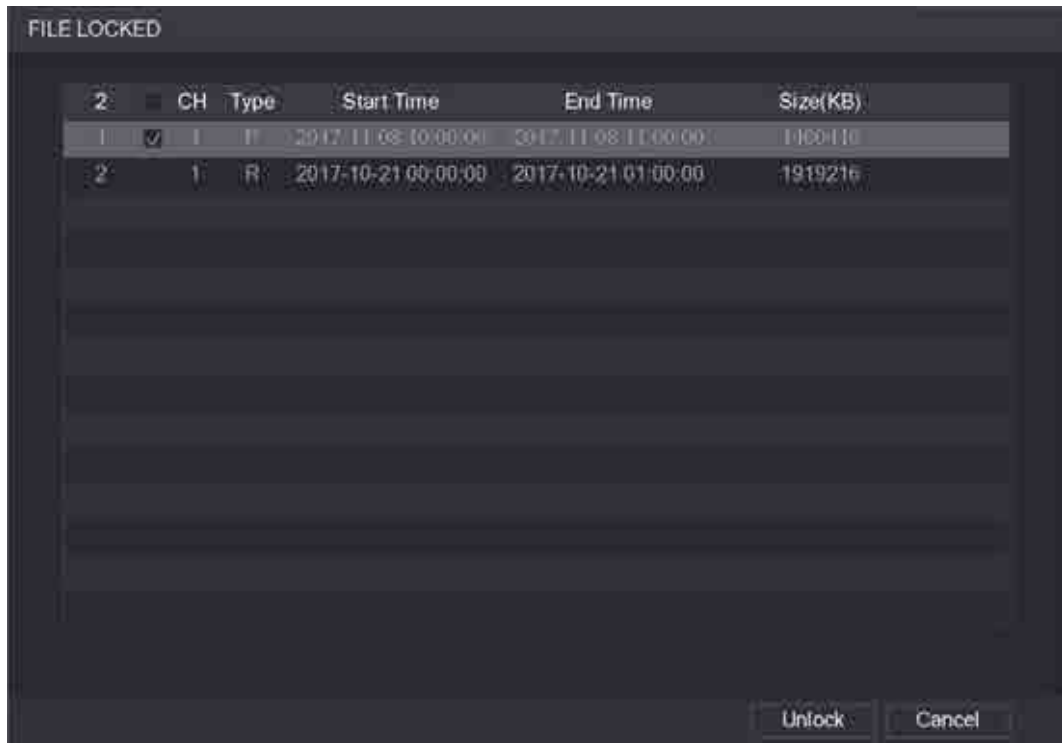 FILE LOCKED
2 CH Type Start Time End Time Size(KB)
1 1 R 2017-11-08 10:00:00 2017-11-08 11:00:00
2 1 R 2017-10-21 00:00:00 2017-10-21 01:00:00 1919216
Unlock Cancel